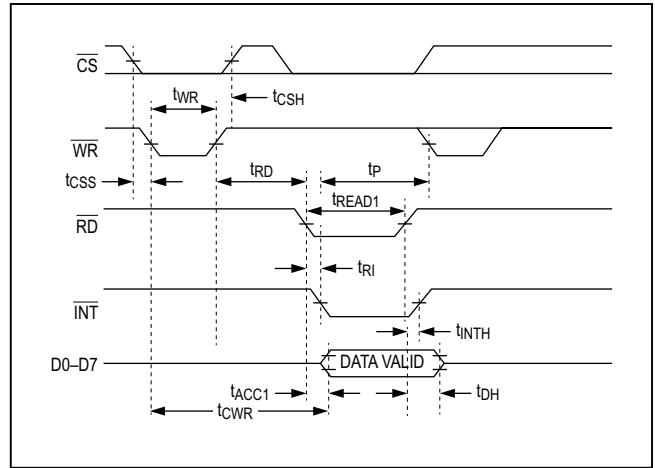 CS
tWR
tCSH
WR
tCSS
tRD
tP
tREAD1
RD
tRI
INT
tINTH
D0–D7
DATA VALID
tACC1
tDH
tCWR